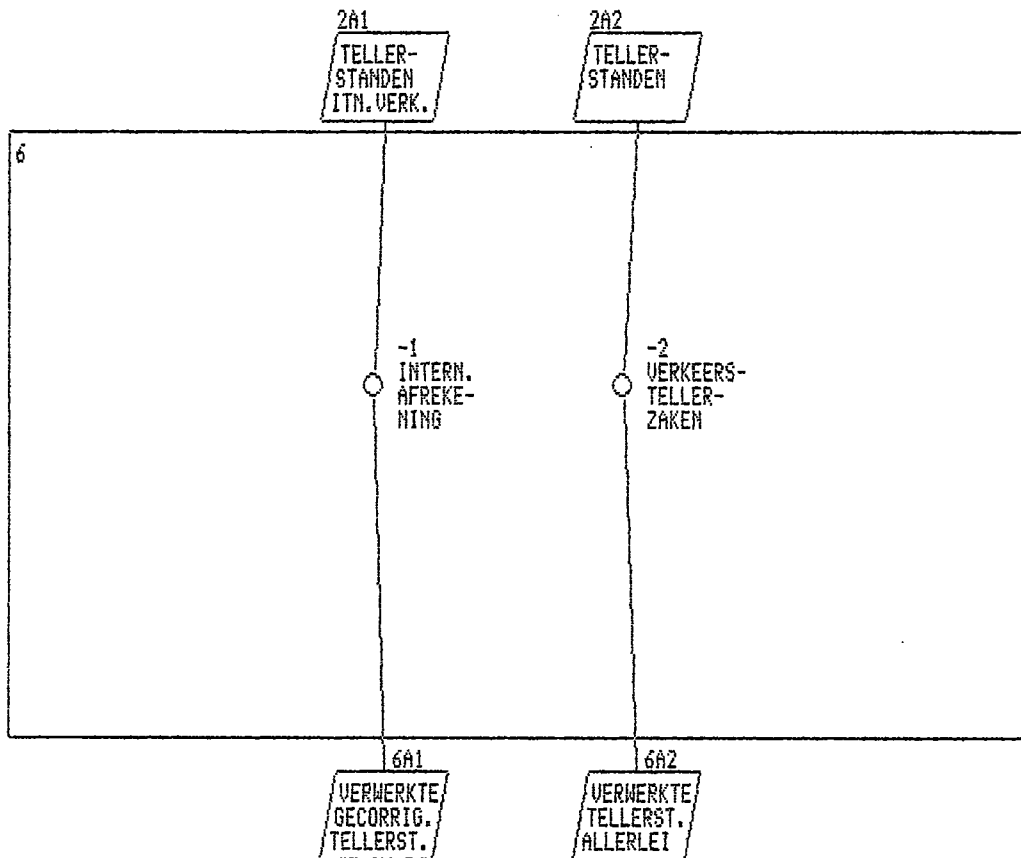 2A1
TELLER-
STANDEN
ITN.VERK.
2A2
TELLER-
STANDEN
6
-1
INTERN.
AFREKE-
NING
-2
VERKEERS-
TELLER-
ZAKEN
6A1
VERWERKTE
GECORRIG.
TELLERST.
6A2
VERWERKTE
TELLERST.
ALLERLEI